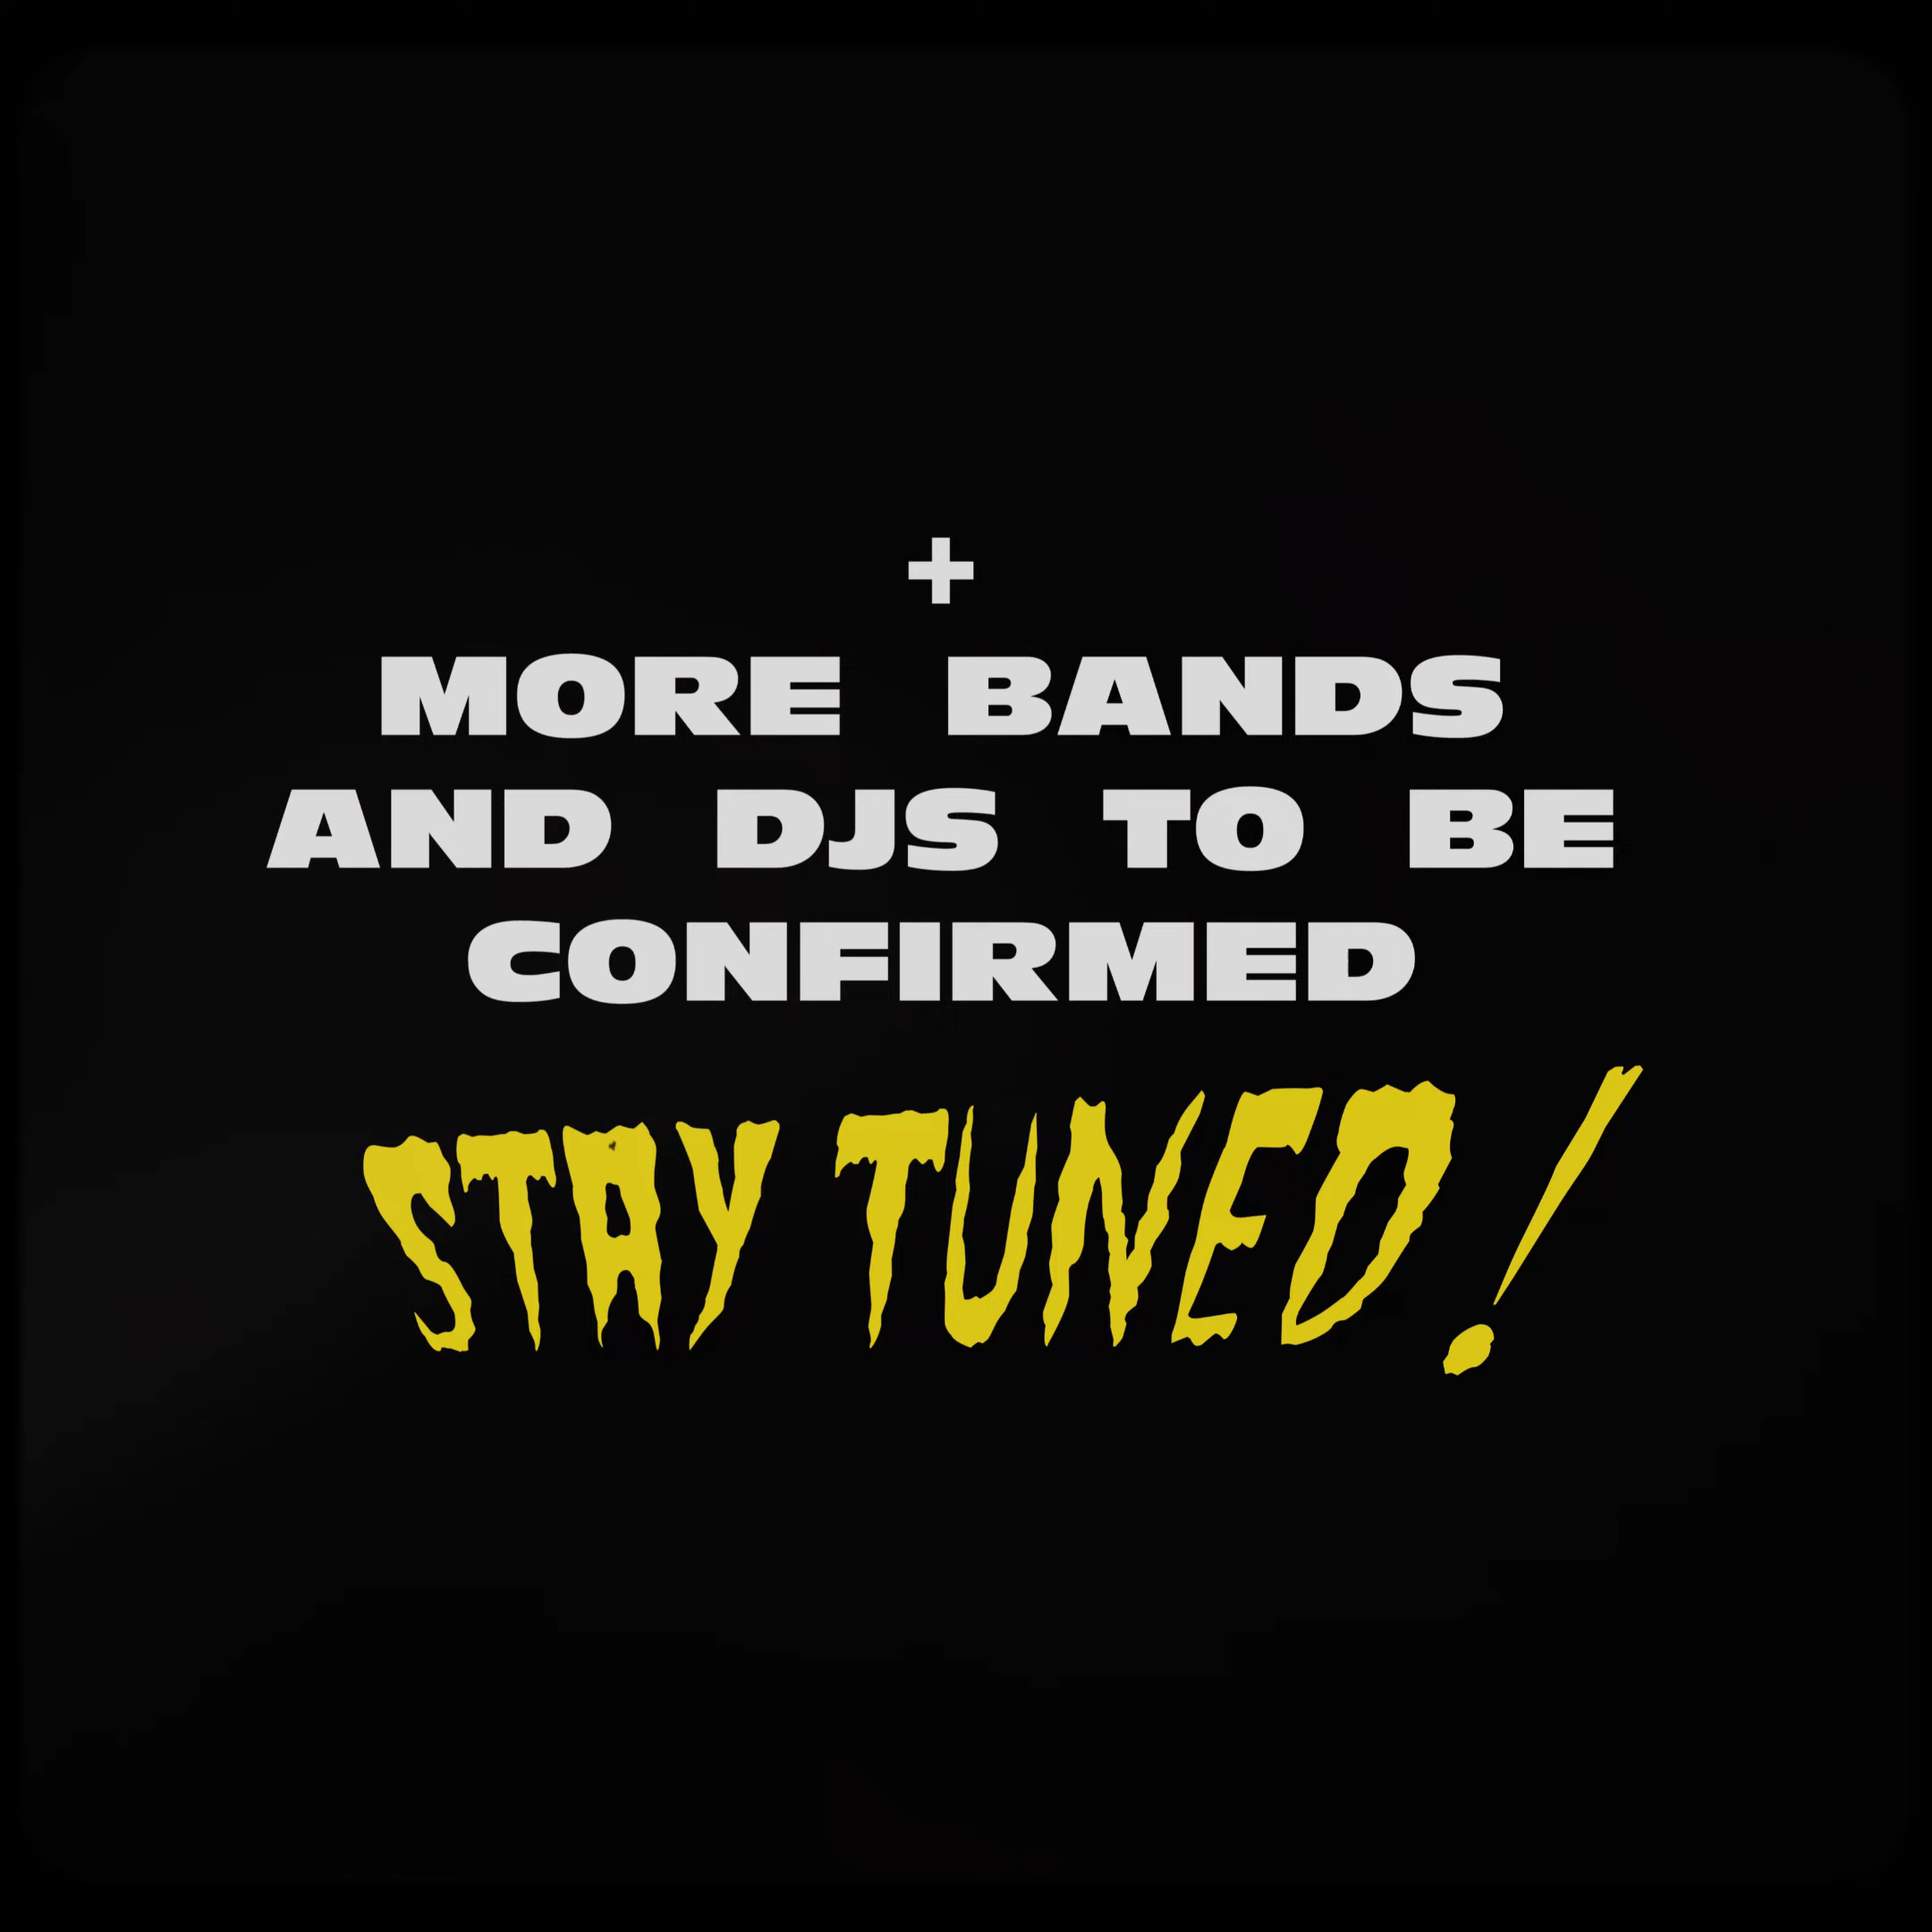 +
MORE BANDS
AND DJS TO BE
CONFIRMED
STAY TUNED!